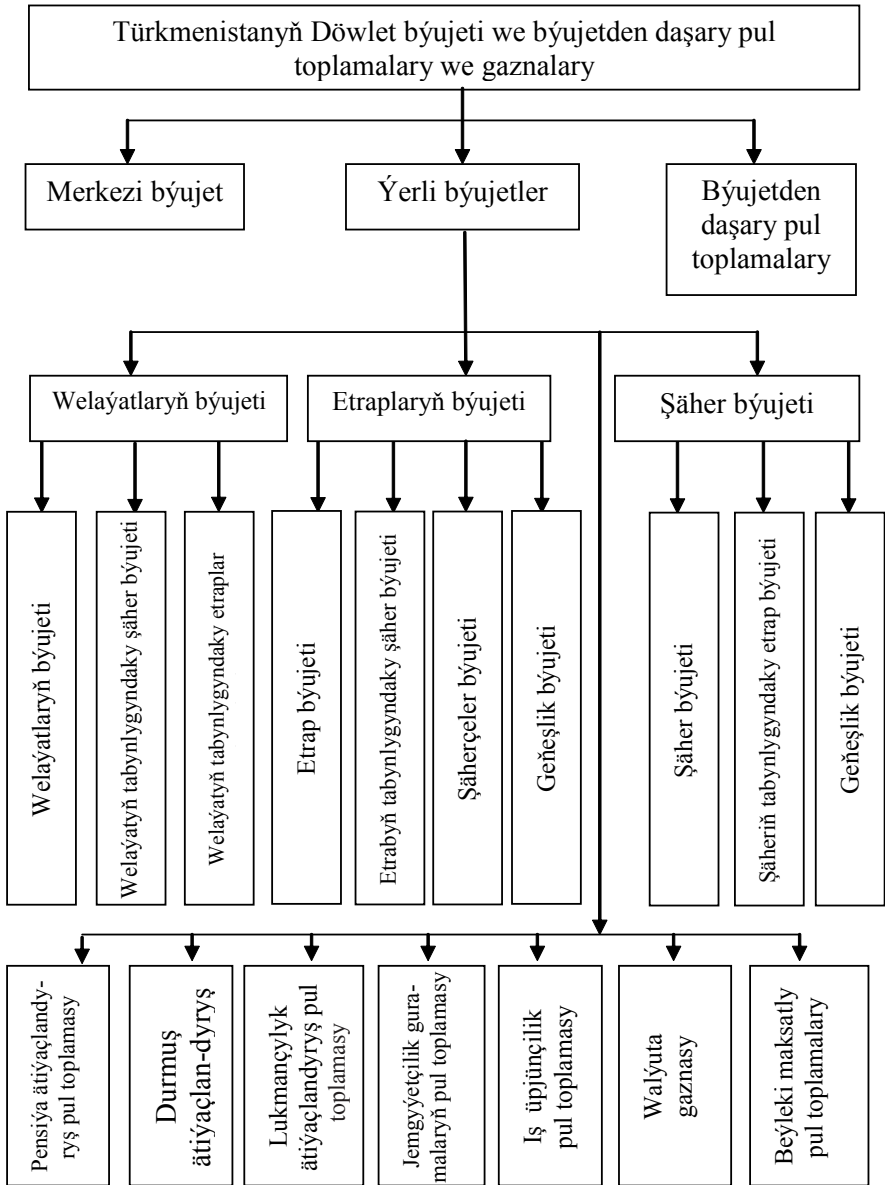 Türkmenistanyň Döwlet býujeti we býujetden daşary pul
toplamalary we gaznalary
Merkezi býujet
Ýerli býujetler
Býujetden
daşary pul
toplamalary
Welaýatlaryň býujeti
Etraplaryň býujeti
Şäher býujeti
Welaýatlaryň býujeti
Welaýatyň tabynlygyndaky şäher býujeti
Welaýatyň tabynlygyndaky etraplar
Etrap býujeti
Etrabyň tabynlygyndaky şäher býujeti
Şäherçeler býujeti
Geňeşlik býujeti
Şäher býujeti
Şäheriň tabynlygyndaky etrap býujeti
Geňeşlik býujeti
Pensiýa ätiýaçlandy-
ryş pul toplamasy
Durmuş
ätiýaçlan-dyryş
Lukmançylyk
ätiýaçlandyryş pul
toplamasy
Jemgyýetçilik gura-
malaryň pul toplamasy
Iş üpjünçilik
pul toplamasy
Walýuta
gaznasy
Beýleki maksatly
pul toplamalary